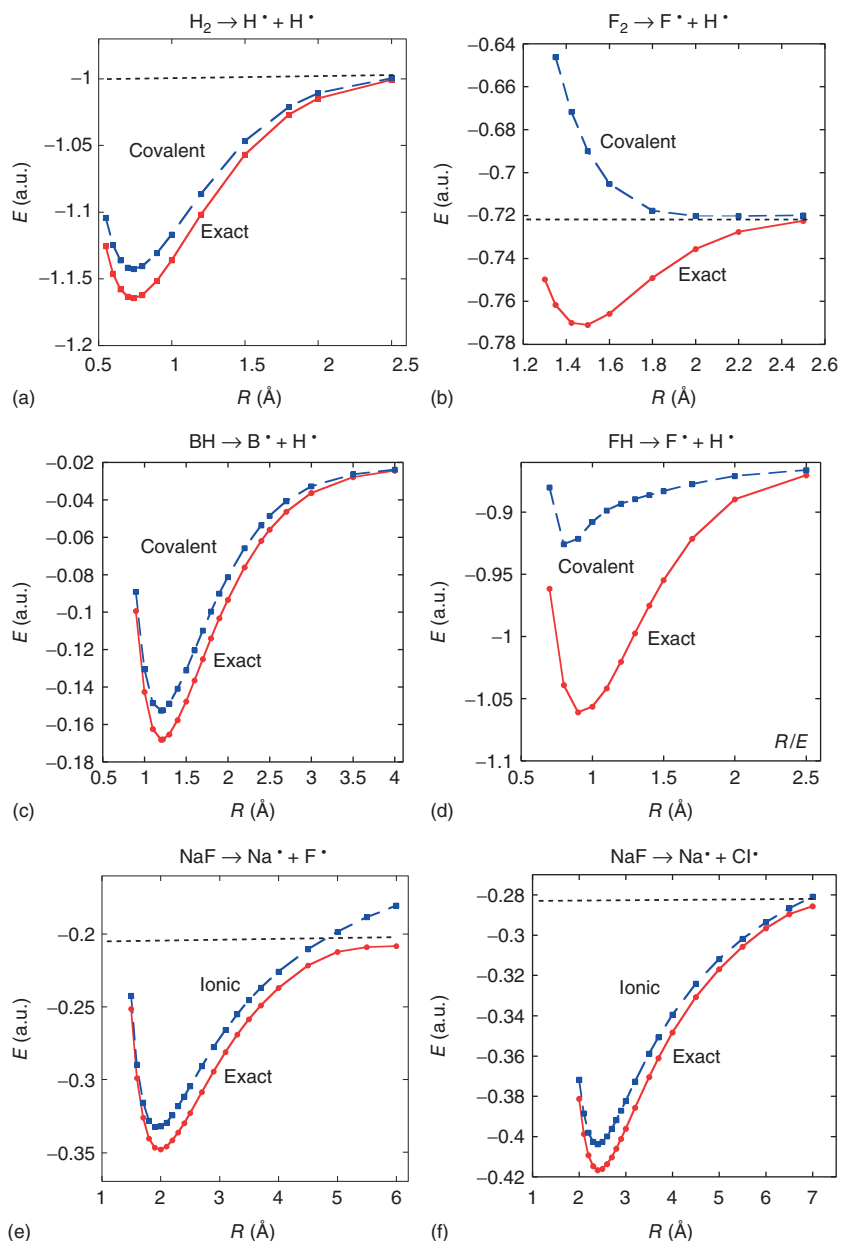 H₂ → H• + H•
−1
−1.05
−1.1
−1.15
−1.2
E (a.u.)
Covalent
Exact
0.5 1 1.5 2 2.5
R (Å)
(a)
F₂ → F• + H•
−0.64
−0.66
−0.68
−0.7
−0.72
−0.74
−0.76
−0.78
E (a.u.)
Covalent
Exact
1.2 1.4 1.6 1.8 2 2.2 2.4 2.6
R (Å)
(b)
BH → B• + H•
−0.02
−0.04
−0.06
−0.08
−0.1
−0.12
−0.14
−0.16
−0.18
E (a.u.)
Covalent
Exact
0.5 1 1.5 2 2.5 3 3.5 4
R (Å)
(c)
FH → F• + H•
−0.9
−0.95
−1
−1.05
−1.1
E (a.u.)
Covalent
Exact
R/E
0.5 1 1.5 2 2.5
R (Å)
(d)
NaF → Na• + F•
−0.2
−0.25
−0.3
−0.35
E (a.u.)
Ionic
Exact
1 2 3 4 5 6
R (Å)
(e)
NaF → Na• + Cl•
−0.28
−0.3
−0.32
−0.34
−0.36
−0.38
−0.4
−0.42
E (a.u.)
Ionic
Exact
1 2 3 4 5 6 7
R (Å)
(f)